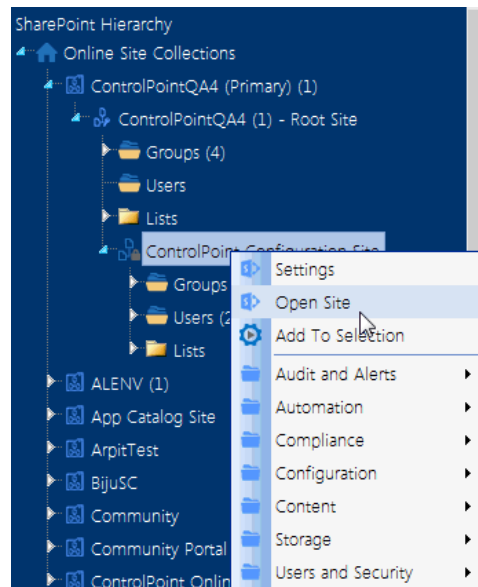 SharePoint Hierarchy
Online Site Collections
ControlPointQA4 (Primary) (1)
ControlPointQA4 (1) - Root Site
Groups (4)
Users
Lists
ControlPoint Configuration Site
Settings
Groups
Open Site
Users (2
Add To Selection
Lists
Audit and Alerts
ALENV (1)
Automation
App Catalog Site
Compliance
ArpitTest
Configuration
BijuSC
Content
Community
Storage
Community Portal
Users and Security
ControlPoint Onlin